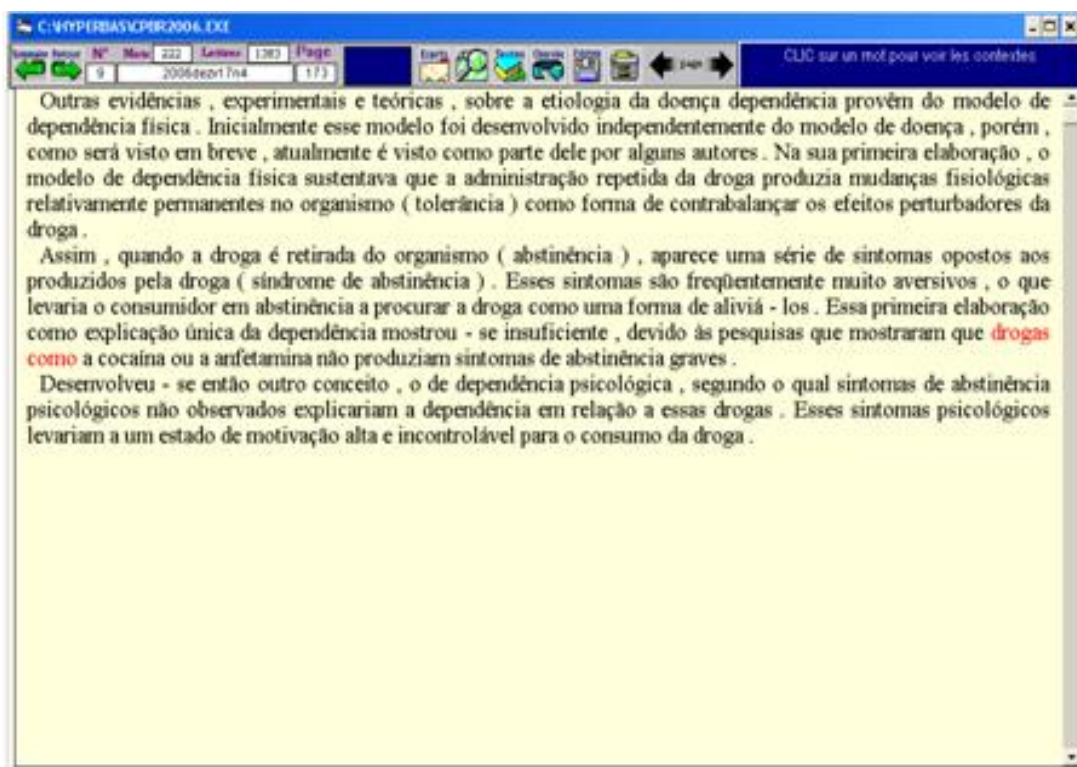 C:\HYPERBAS\CPBR2006.EXE
Sommaire Retour N° Mots 222 Lettres 1383 Page
9 2006dezv17n4 173
page
CLIC sur un mot pour voir les contextes
Outras evidências , experimentais e teóricas , sobre a etiologia da doença dependência provêm do modelo de
dependência física . Inicialmente esse modelo foi desenvolvido independentemente do modelo de doença , porém ,
como será visto em breve , atualmente é visto como parte dele por alguns autores . Na sua primeira elaboração , o
modelo de dependência física sustentava que a administração repetida da droga produzia mudanças fisiológicas
relativamente permanentes no organismo ( tolerância ) como forma de contrabalançar os efeitos perturbadores da
droga .
Assim , quando a droga é retirada do organismo ( abstinência ) , aparece uma série de sintomas opostos aos
produzidos pela droga ( síndrome de abstinência ) . Esses sintomas são freqüentemente muito aversivos , o que
levaria o consumidor em abstinência a procurar a droga como uma forma de aliviá - los . Essa primeira elaboração
como explicação única da dependência mostrou - se insuficiente , devido às pesquisas que mostraram que drogas
como a cocaína ou a anfetamina não produziam sintomas de abstinência graves .
Desenvolveu - se então outro conceito , o de dependência psicológica , segundo o qual sintomas de abstinência
psicológicos não observados explicariam a dependência em relação a essas drogas . Esses sintomas psicológicos
levariam a um estado de motivação alta e incontrolável para o consumo da droga .